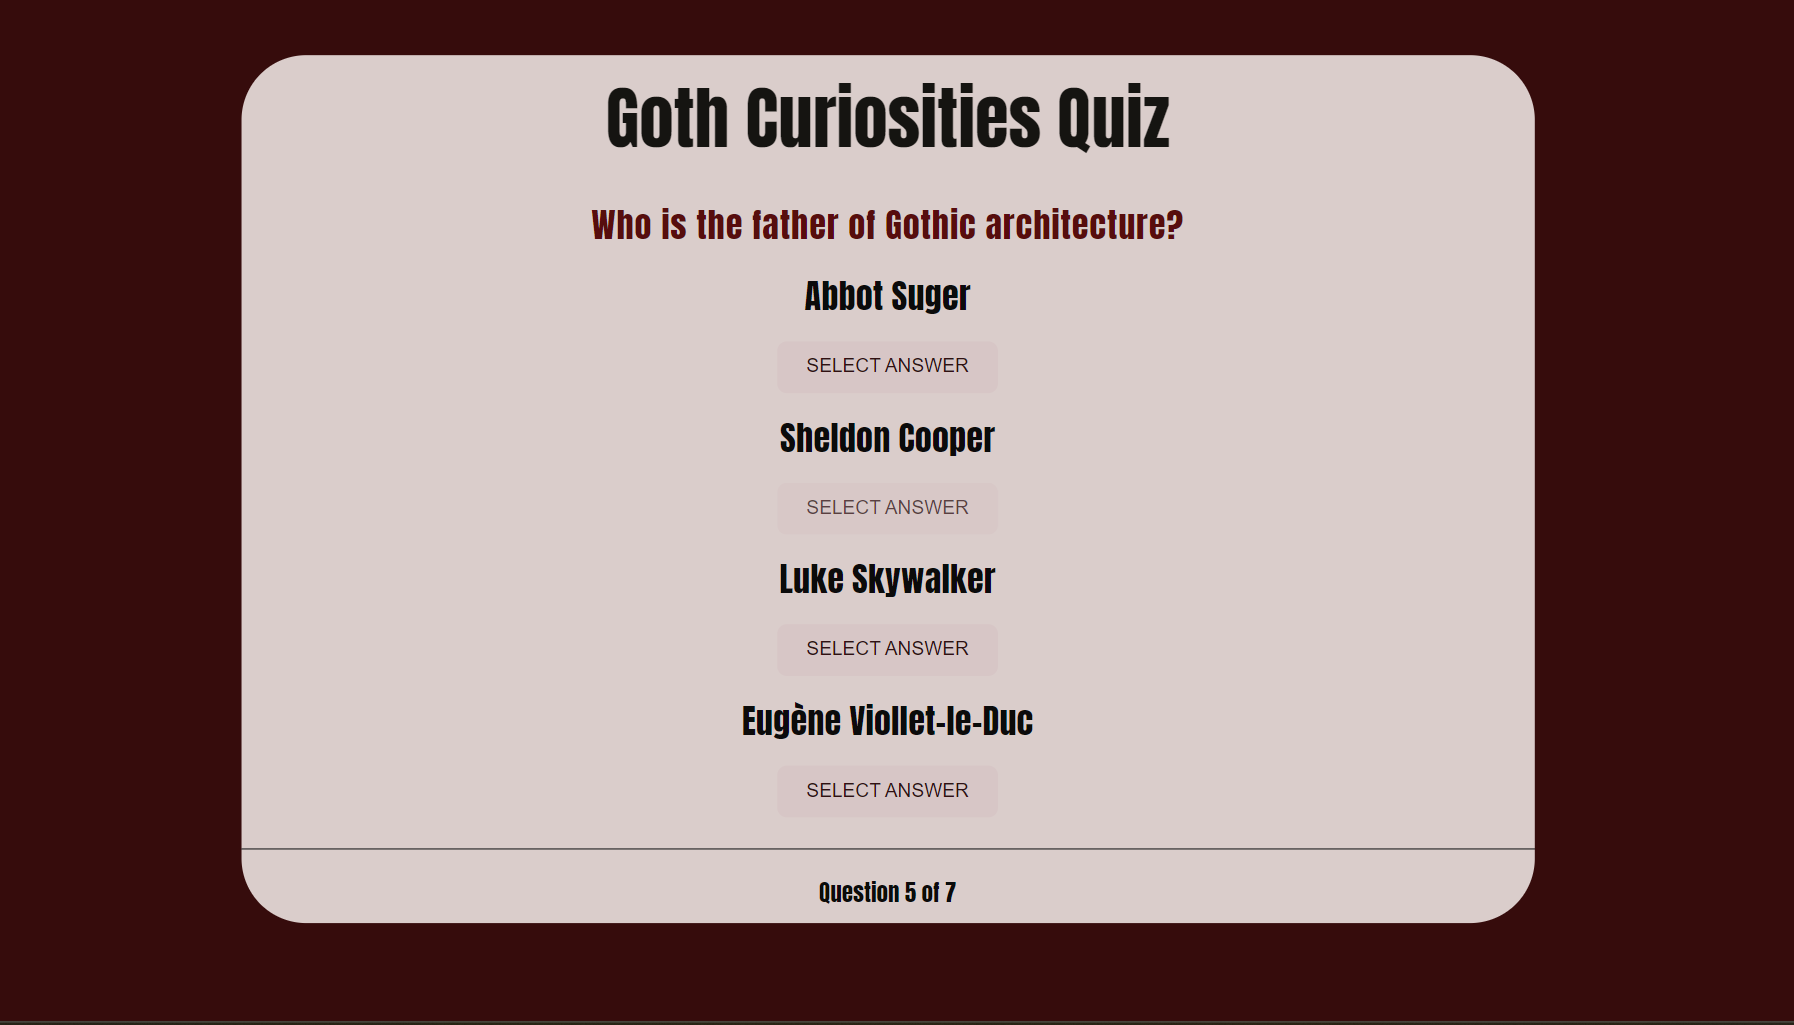 Goth Curiosities Quiz
Who is the father of Gothic architecture?
Abbot Suger
SELECT ANSWER
Sheldon Cooper
SELECT ANSWER
Luke Skywalker
SELECT ANSWER
Eugène Viollet-le-Duc
SELECT ANSWER
Question 5 of 7